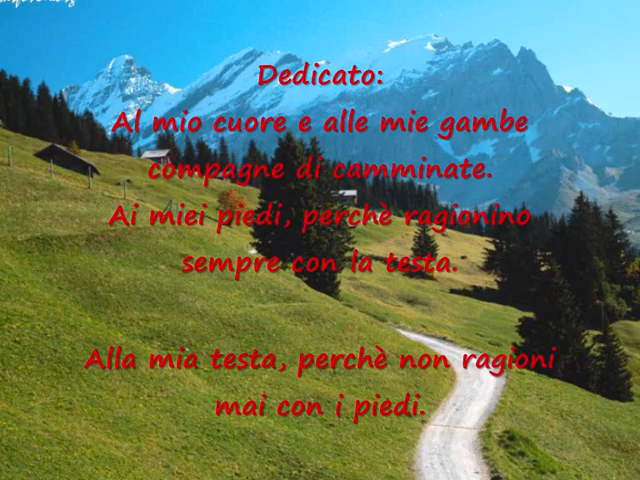 Dedicato:
Al mio cuore e alle mie gambe
compagne di camminate.
Ai miei piedi, perchè ragionino
sempre con la testa.
Alla mia testa, perchè non ragioni
mai con i piedi.